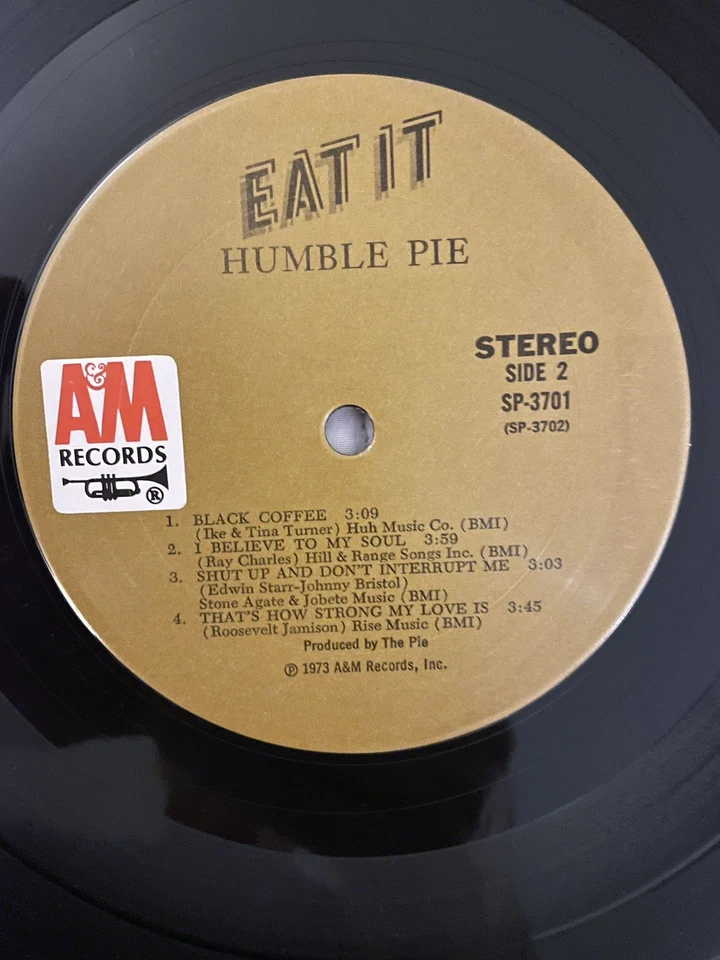 EAT IT
HUMBLE PIE
STEREO
SIDE 2
SP-3701
(SP-3702)
A&M
RECORDS
®
1. BLACK COFFEE 3:09
(Ike & Tina Turner) Huh Music Co. (BMI)
2. I BELIEVE TO MY SOUL 3:59
(Ray Charles) Hill & Range Songs Inc. (BMI)
3. SHUT UP AND DON'T INTERRUPT ME 3:03
(Edwin Starr-Johnny Bristol)
Stone Agate & Jobete Music (BMI)
4. THAT'S HOW STRONG MY LOVE IS 3:45
(Roosevelt Jamison) Rise Music (BMI)
Produced by The Pie
℗ 1973 A&M Records, Inc.